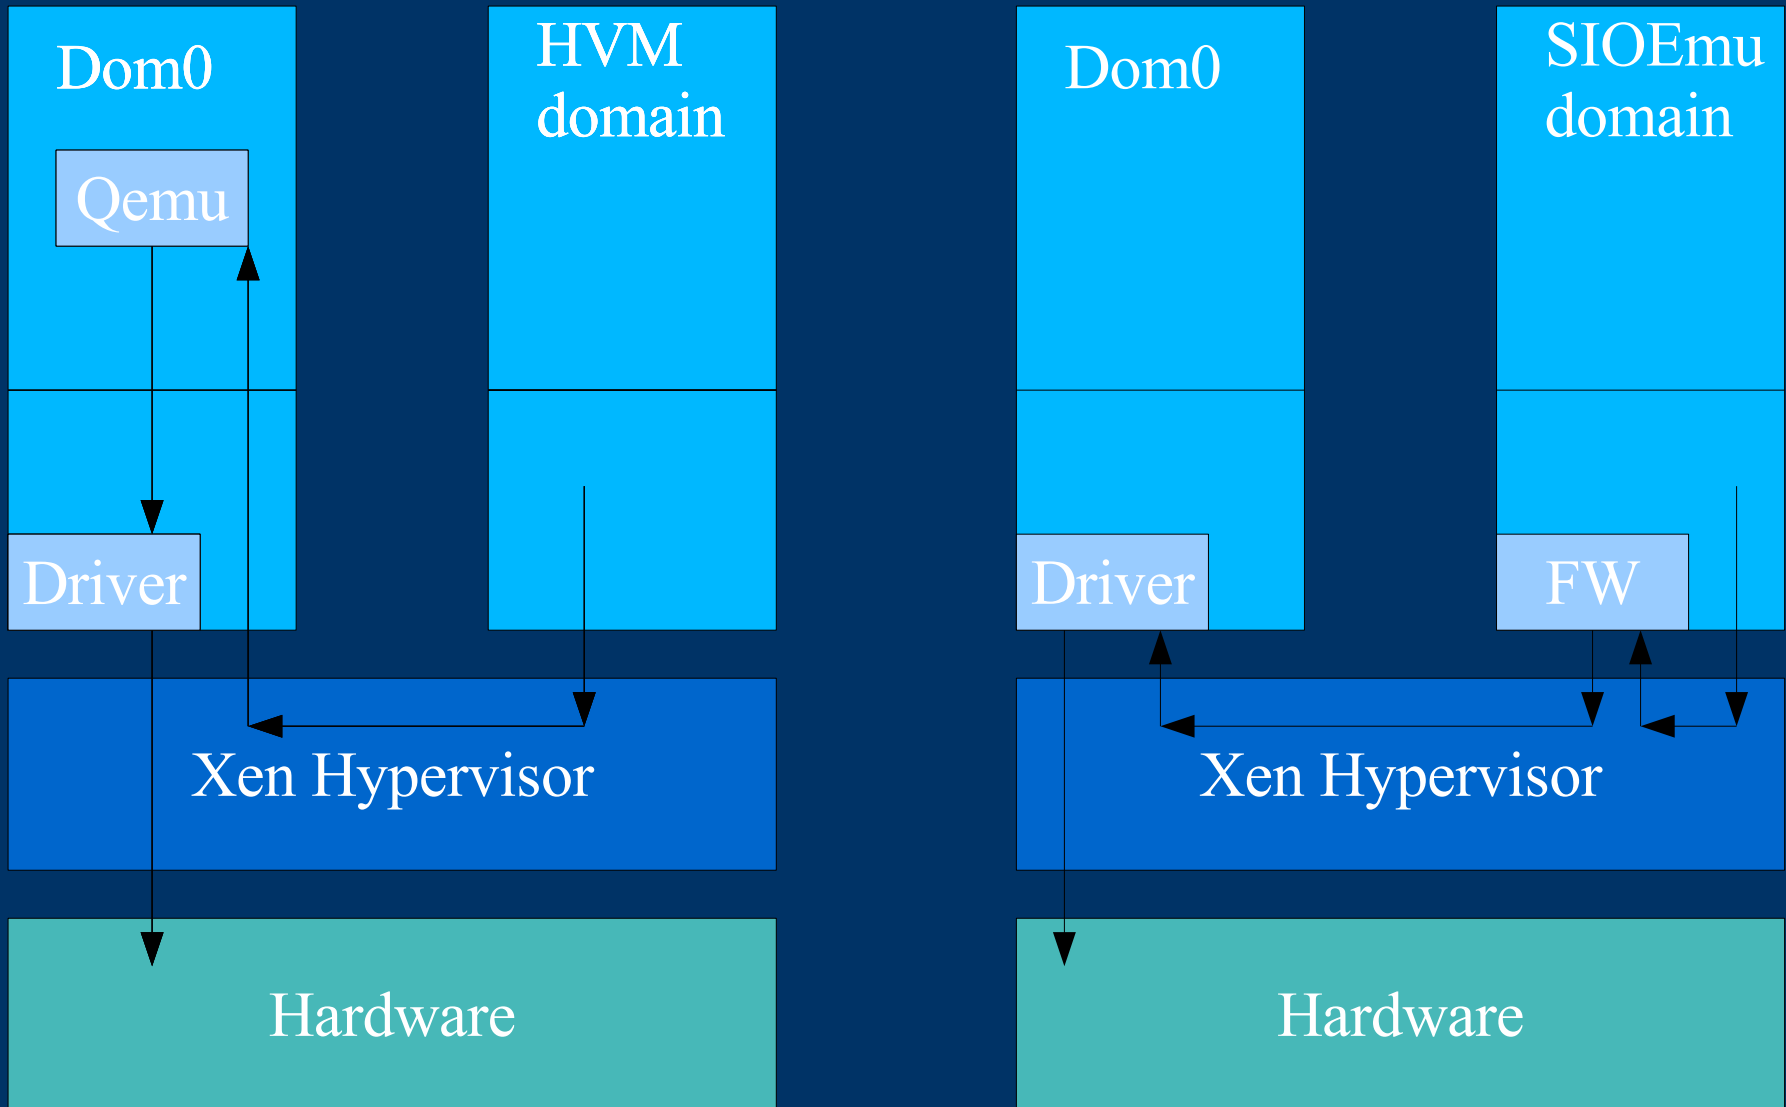 Dom0
Qemu
Driver
HVM
domain
Xen Hypervisor
Hardware
Dom0
Driver
SIOEmu
domain
FW
Xen Hypervisor
Hardware